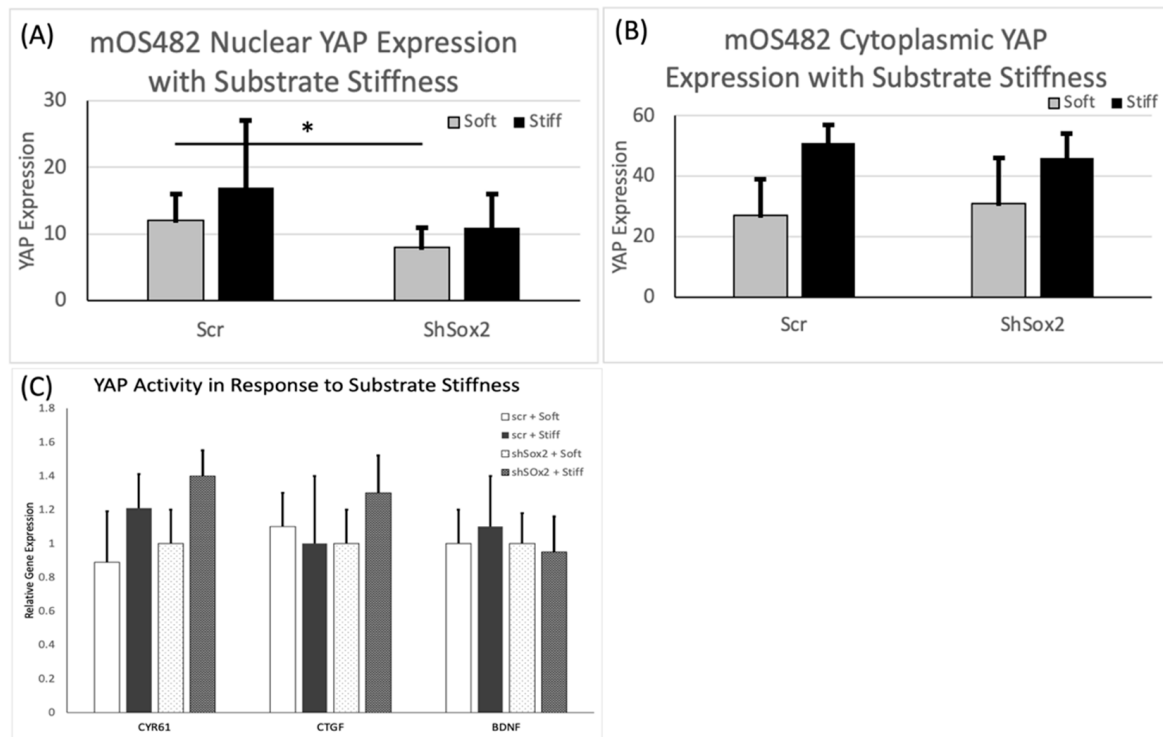 (A)
mOS482 Nuclear YAP Expression
with Substrate Stiffness
30
20
10
0
YAP Expression
Soft Stiff
*
Scr ShSox2
(B)
mOS482 Cytoplasmic YAP
Expression with Substrate Stiffness
Soft Stiff
60
40
20
0
YAP Expression
Scr ShSox2
(C)
YAP Activity in Response to Substrate Stiffness
1.8
1.6
1.4
1.2
1
0.8
0.6
0.4
0.2
0
Relative Gene Expression
scr + Soft
scr + Stiff
shSox2 + Soft
shSOx2 + Stiff
CYR61 CTGF BDNF